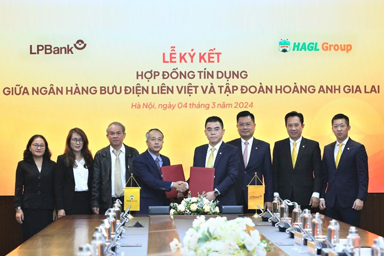 LPBank
HAGL Group
LỄ KÝ KẾT
HỢP ĐỒNG TÍN DỤNG
GIỮA NGÂN HÀNG BƯU ĐIỆN LIÊN VIỆT VÀ TẬP ĐOÀN HOÀNG ANH GIA LAI
Hà Nội, ngày 04 tháng 3 năm 2024